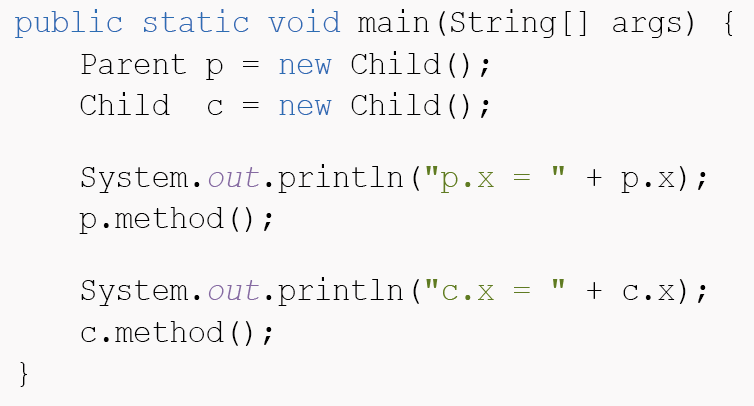 public static void main(String[] args) {
    Parent p = new Child();
    Child  c = new Child();

    System.out.println("p.x = " + p.x);
    p.method();

    System.out.println("c.x = " + c.x);
    c.method();
}